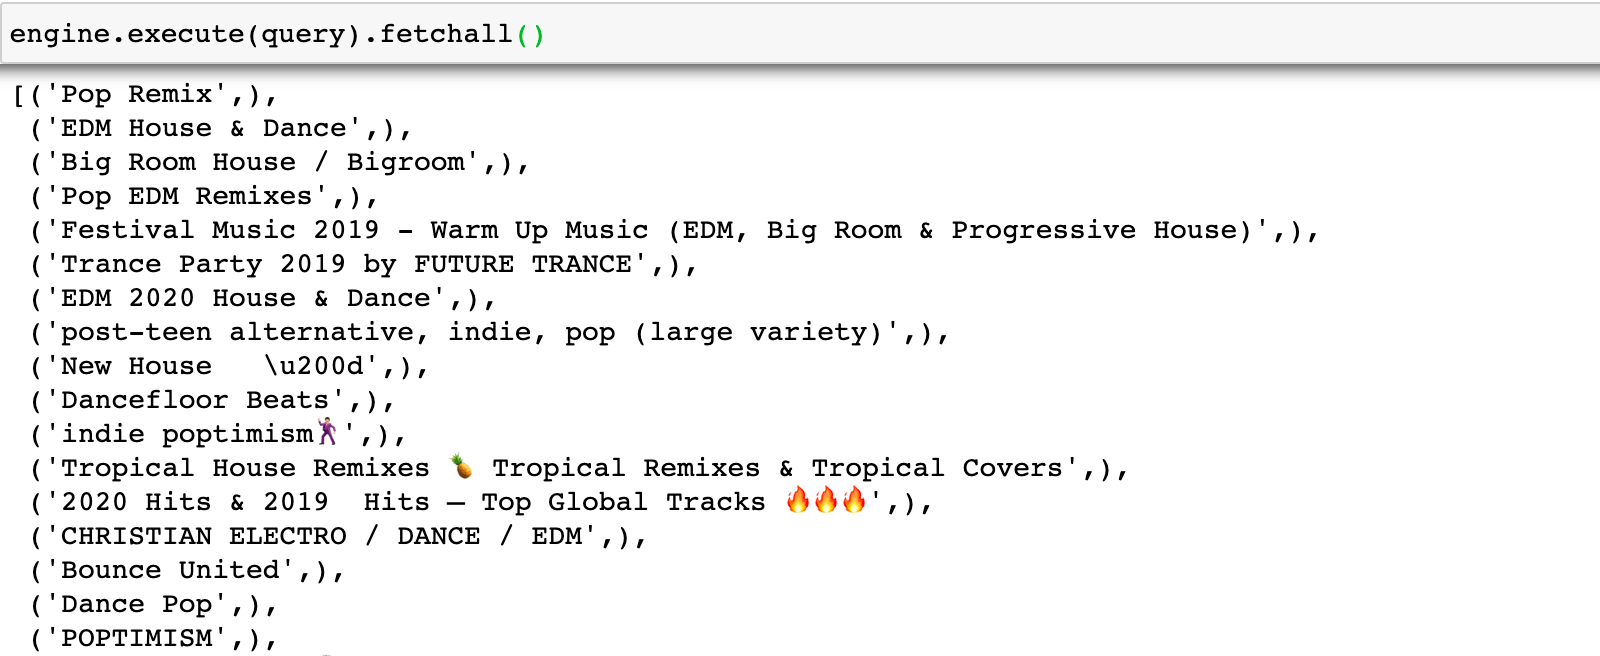 engine.execute(query).fetchall()
[('Pop Remix',),
('EDM House & Dance',),
('Big Room House / Bigroom',),
('Pop EDM Remixes',),
('Festival Music 2019 - Warm Up Music (EDM, Big Room & Progressive House)',),
('Trance Party 2019 by FUTURE TRANCE',),
('EDM 2020 House & Dance',),
('post-teen alternative, indie, pop (large variety)',),
('New House   \u200d',),
('Dancefloor Beats',),
('indie poptimism🕺',),
('Tropical House Remixes 🍍 Tropical Remixes & Tropical Covers',),
('2020 Hits & 2019  Hits – Top Global Tracks 🔥🔥🔥',),
('CHRISTIAN ELECTRO / DANCE / EDM',),
('Bounce United',),
('Dance Pop',),
('POPTIMISM',),